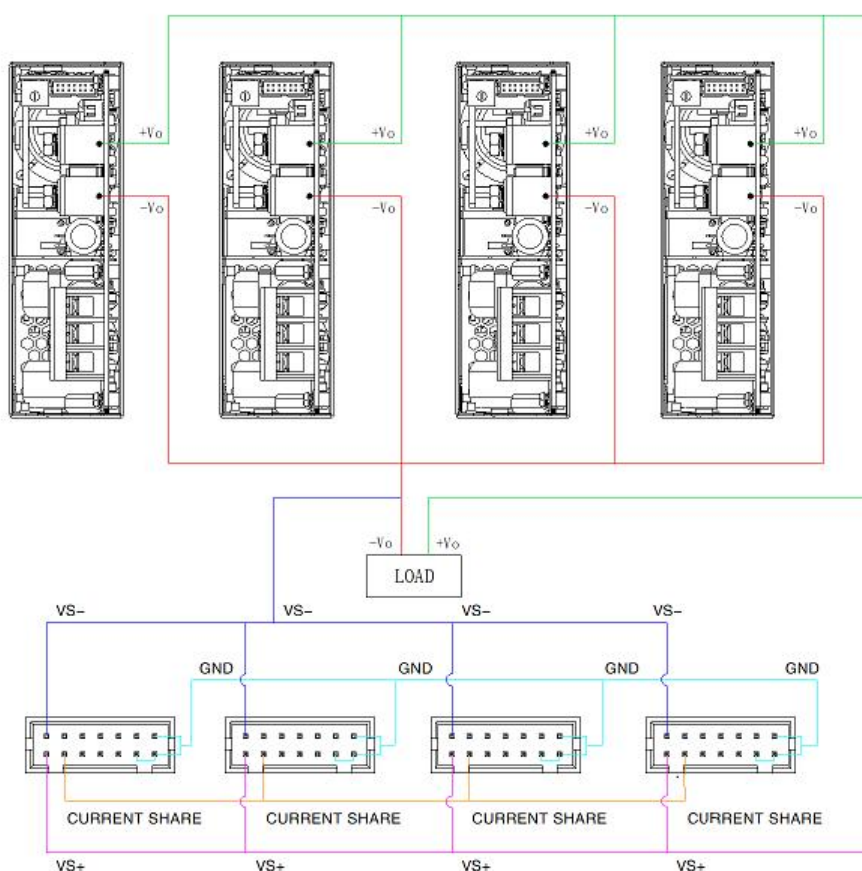 +Vo +Vo +Vo +Vo
-Vo -Vo -Vo -Vo
-Vo +Vo
LOAD
VS- VS- VS- VS-
GND GND GND GND
CURRENT SHARE CURRENT SHARE CURRENT SHARE CURRENT SHARE
VS+ VS+ VS+ VS+